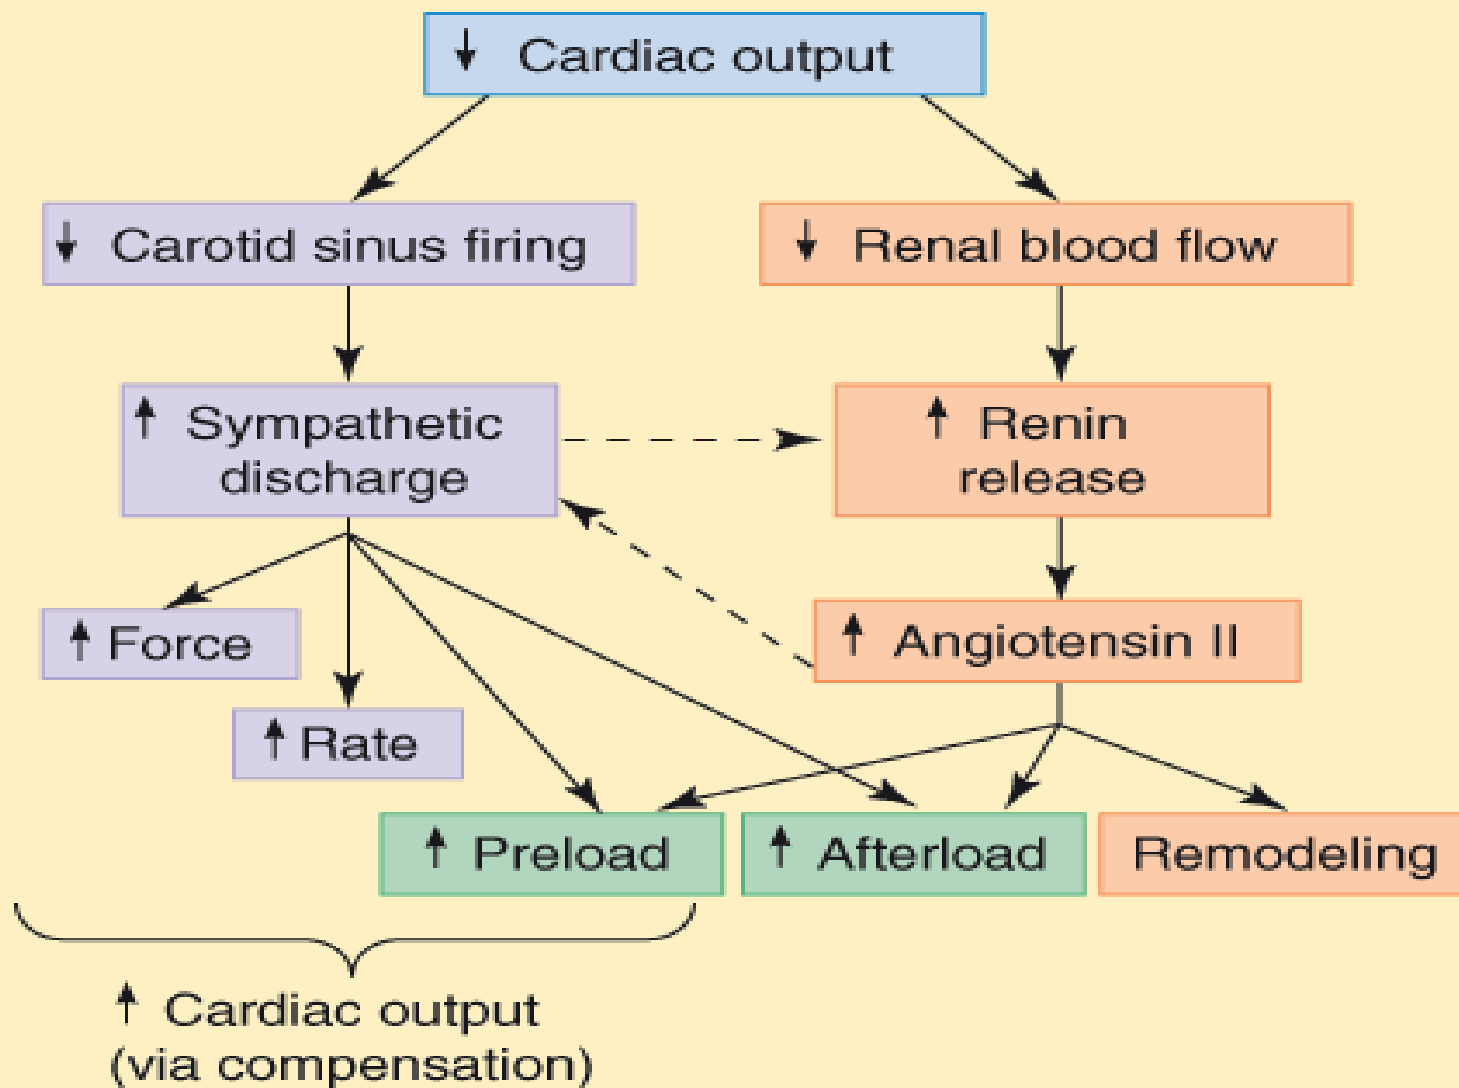 ↓ Cardiac output
↓ Carotid sinus firing
↓ Renal blood flow
↑ Sympathetic
discharge
↑ Renin
release
↑ Force
↑ Angiotensin II
↑ Rate
↑ Preload
↑ Afterload
Remodeling
↑ Cardiac output
(via compensation)